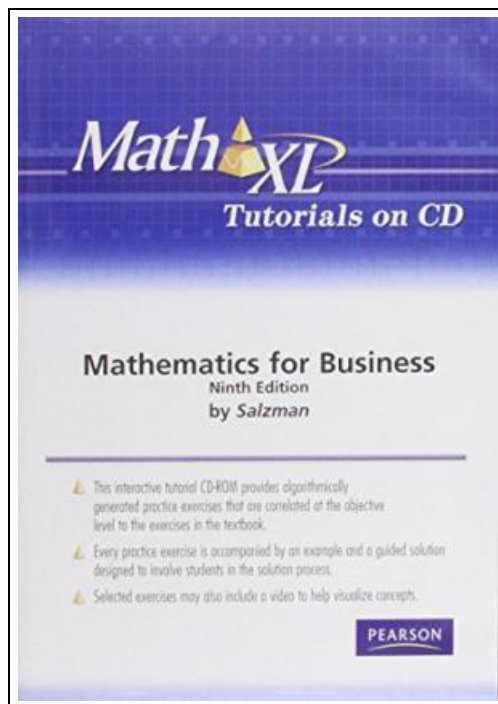 Math XL
Tutorials on CD
Mathematics for Business
Ninth Edition
by Salzman
This interactive tutorial CD-ROM provides algorithmically
generated practice exercises that are correlated at the objective
level to the exercises in the textbook.
Every practice exercise is accompanied by an example and a guided solution
designed to involve students in the solution process.
Selected exercises may also include a video to help visualize concepts.
PEARSON